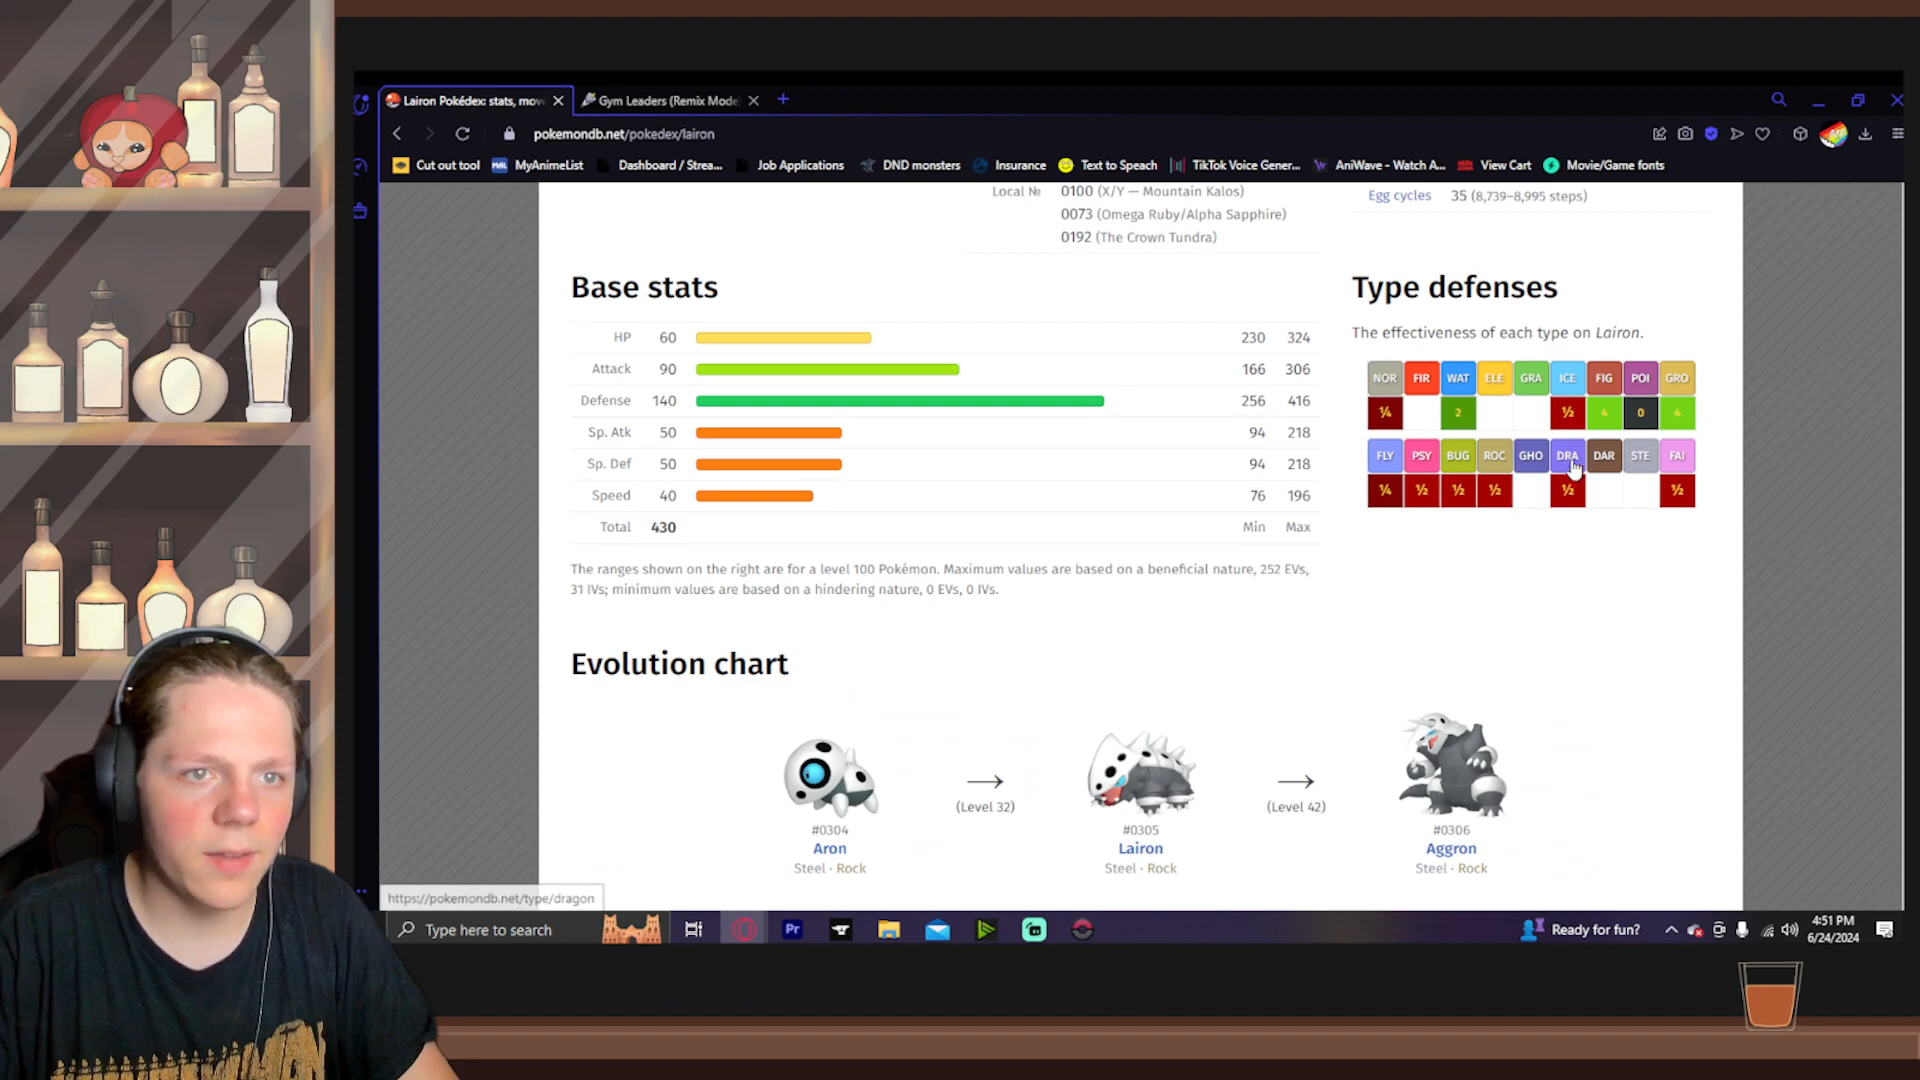 Lairon Pokédex: stats, mov
Gym Leaders (Remix Mode
pokemondb.net/pokedex/lairon
Cut out tool
MAL MyAnimeList
Dashboard / Strea...
Job Applications
DND monsters
Insurance
Text to Speach
TikTok Voice Gener...
AniWave - Watch A...
View Cart
Movie/Game fonts
Local №
0100 (X/Y — Mountain Kalos)
0073 (Omega Ruby/Alpha Sapphire)
0192 (The Crown Tundra)
Egg cycles 35 (8,739–8,995 steps)
Base stats
HP 60 230 324
Attack 90 166 306
Defense 140 256 416
Sp. Atk 50 94 218
Sp. Def 50 94 218
Speed 40 76 196
Total 430 Min Max
The ranges shown on the right are for a level 100 Pokémon. Maximum values are based on a beneficial nature, 252 EVs,
31 IVs; minimum values are based on a hindering nature, 0 EVs, 0 IVs.
Type defenses
The effectiveness of each type on Lairon.
NOR FIR WAT ELE GRA ICE FIG POI GRO
¼ 2 ½ 4 0 4
FLY PSY BUG ROC GHO DRA DAR STE FAI
¼ ½ ½ ½ ½ ½
Evolution chart
(Level 32)
(Level 42)
#0304
Aron
Steel · Rock
#0305
Lairon
Steel · Rock
#0306
Aggron
Steel · Rock
https://pokemondb.net/type/dragon
Type here to search
Pr
Ready for fun?
4:51 PM
6/24/2024